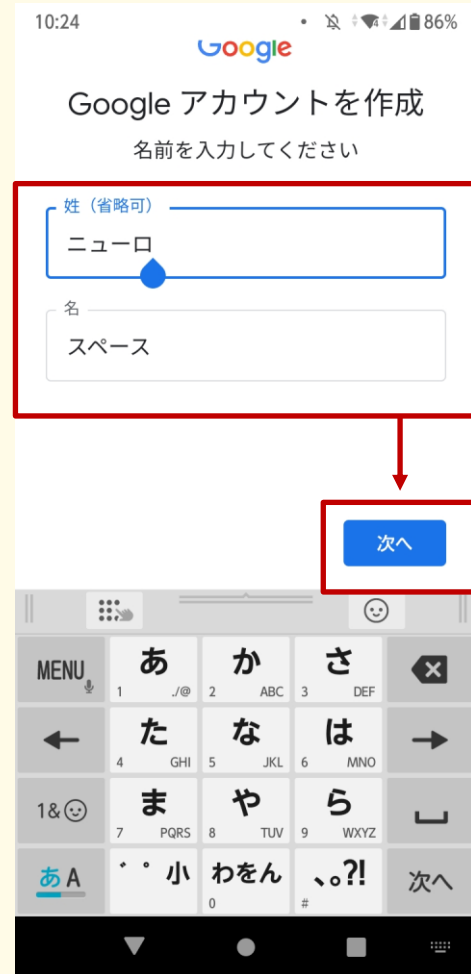 10:24 86%
Google
Google アカウントを作成
名前を入力してください
姓（省略可）
ニューロ
名
スペース
次へ
MENU あ か さ
1 ./@ 2 ABC 3 DEF
た な は
4 GHI 5 JKL 6 MNO
1& ま や ら
7 PQRS 8 TUV 9 WXYZ
あA ゛゜小 わをん 、。?! 次へ
0 #